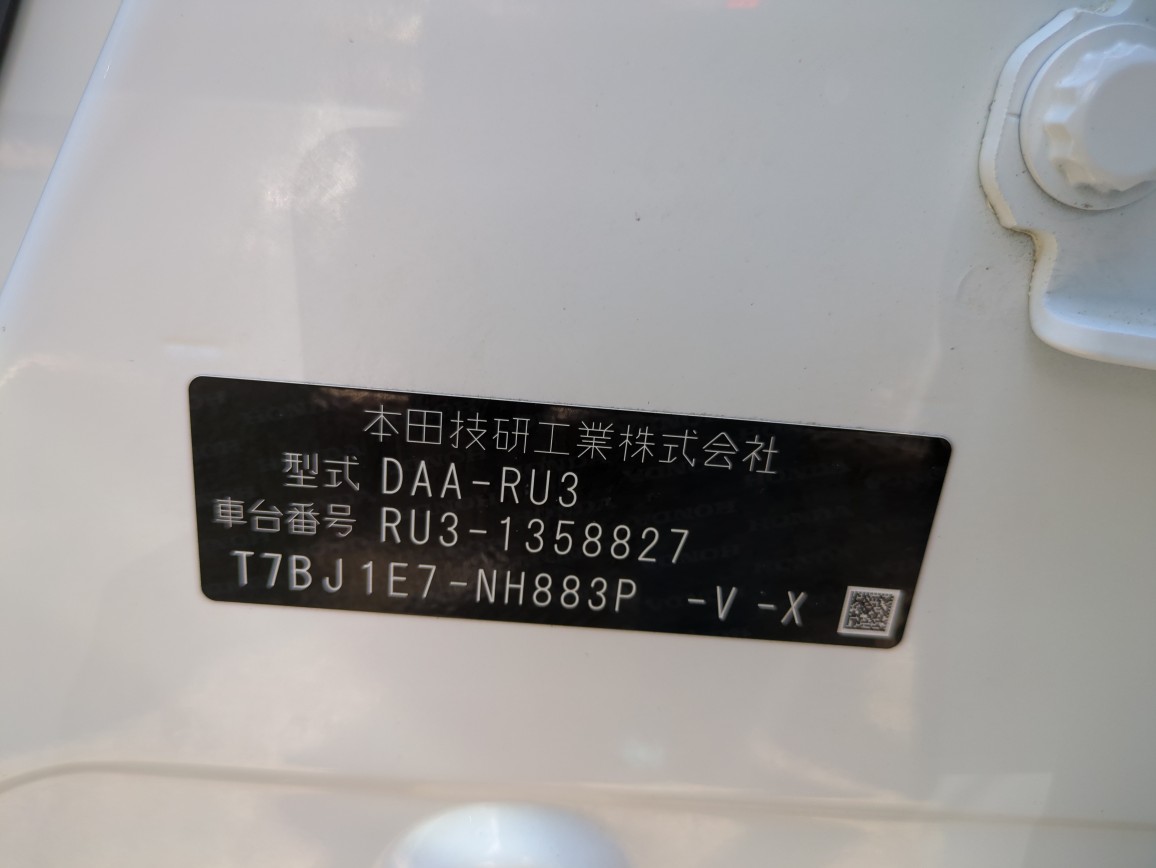 本田技研工業株式会社
型式 DAA-RU3
車台番号 RU3-1358827
T7BJ1E7-NH883P -V -X